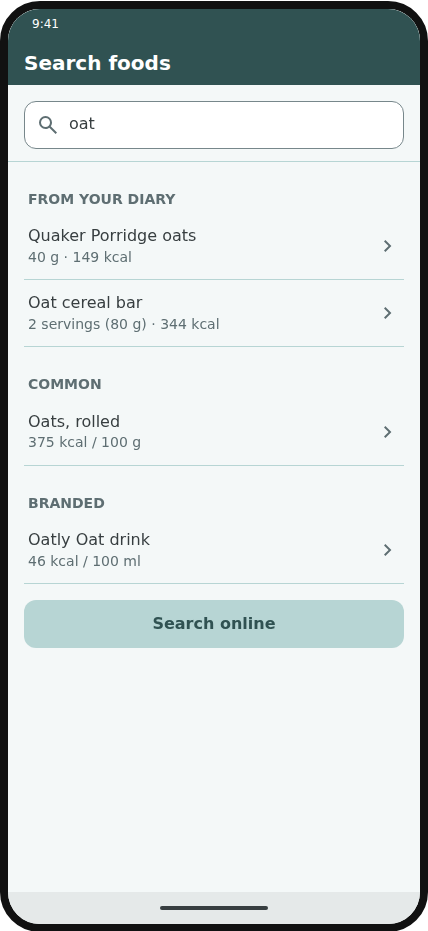 9:41
Search foods
oat
FROM YOUR DIARY
Quaker Porridge oats
40 g · 149 kcal
Oat cereal bar
2 servings (80 g) · 344 kcal
COMMON
Oats, rolled
375 kcal / 100 g
BRANDED
Oatly Oat drink
46 kcal / 100 ml
Search online